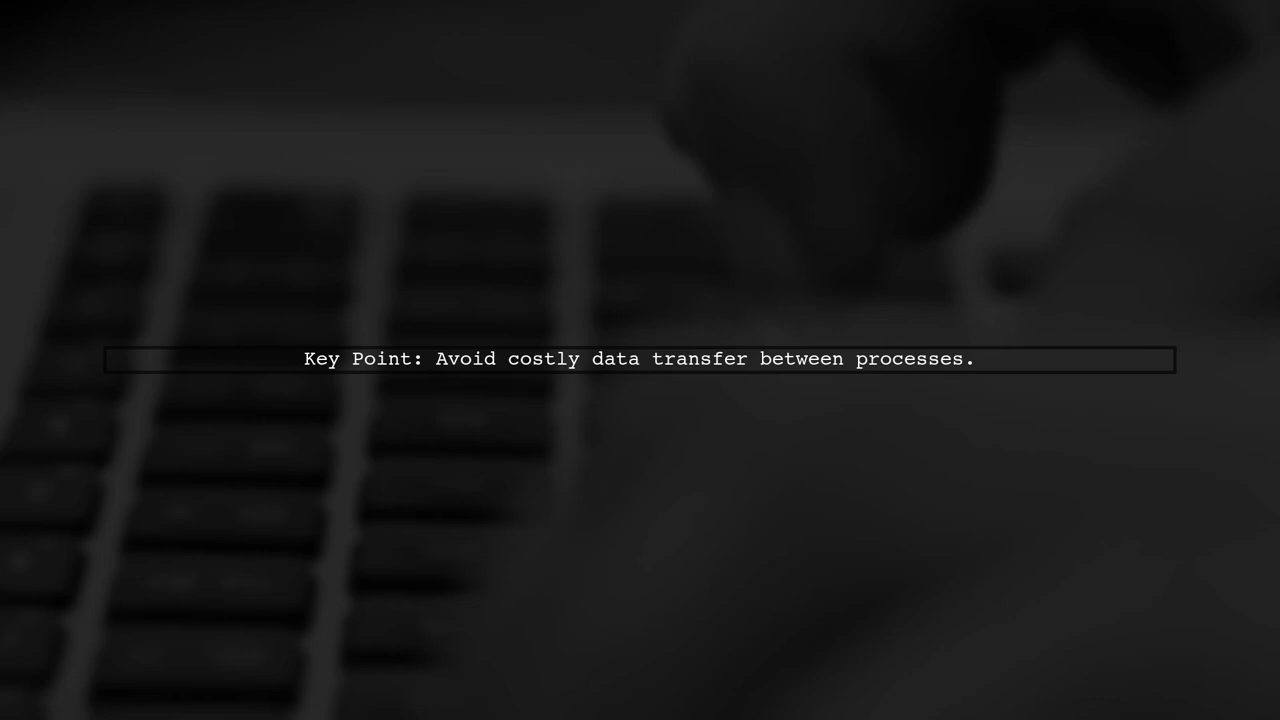 Key Point: Avoid costly data transfer between processes.